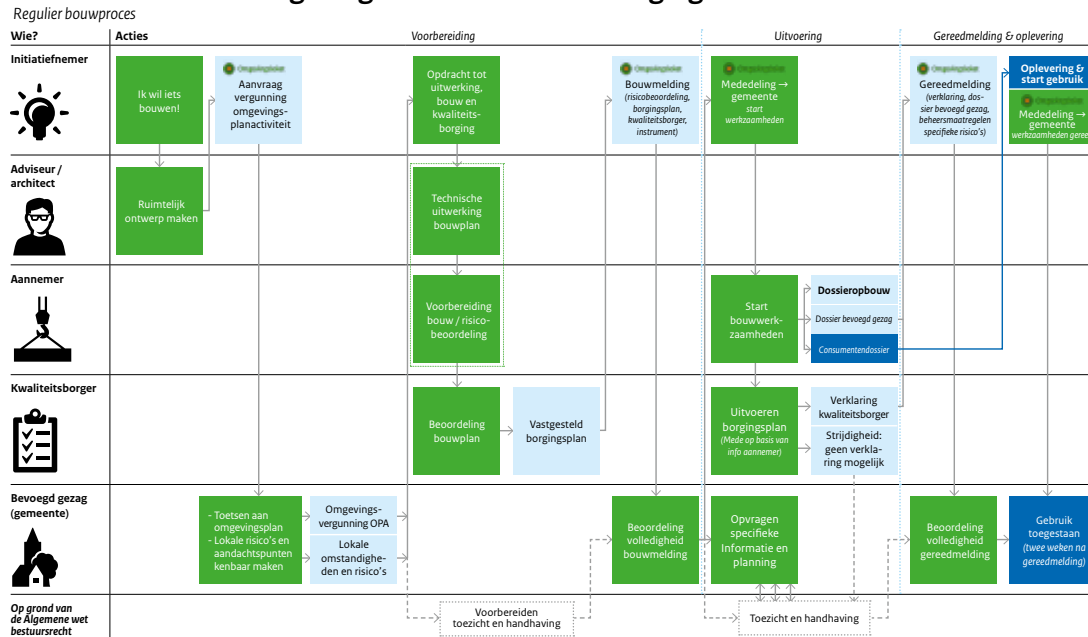 Regulier bouwproces
Wie?
Acties
Voorbereiding
Uitvoering
Gereedmelding & oplevering
Initiatiefnemer
Ik wil iets
bouwen!
Aanvraag
vergunning
omgevings-
planactiviteit
Opdracht tot
uitwerking,
bouw en
kwaliteits-
borging
Bouwmelding
(risicobeoordeling,
borgingsplan,
kwaliteitsborger,
instrument)
Mededeling →
gemeente
start
werkzaamheden
Gereedmelding
(verklaring, dos-
sier bevoegd gezag,
beheersmaatregelen
specifieke risico's)
Oplevering &
start gebruik
Mededeling →
gemeente
werkzaamheden
Adviseur /
architect
Ruimtelijk
ontwerp maken
Technische
uitwerking
bouwplan
Aannemer
Voorbereiding
bouw / risico-
beoordeling
Start
bouwwerk-
zaamheden
Dossieropbouw
Dossier bevoegd gezag
Consumentendossier
Kwaliteitsborger
Beoordeling
bouwplan
Vastgesteld
borgingsplan
Uitvoeren
borgingsplan
(Mede op basis van
info aannemer)
Verklaring
kwaliteitsborger
Strijdigheid:
geen verkla-
ring mogelijk
Bevoegd gezag
(gemeente)
- Toetsen aan
omgevingsplan
- Lokale risico's en
aandachtspunten
kenbaar maken
Omgevings-
vergunning OPA
Lokale
omstandighe-
den en risico's
Beoordeling
volledigheid
bouwmelding
Opvragen
specifieke
Informatie en
planning
Beoordeling
volledigheid
gereedmelding
Gebruik
toegestaan
(twee weken na
gereedmelding)
Op grond van
de Algemene wet
bestuursrecht
Voorbereiden
toezicht en handhaving
Toezicht en handhaving